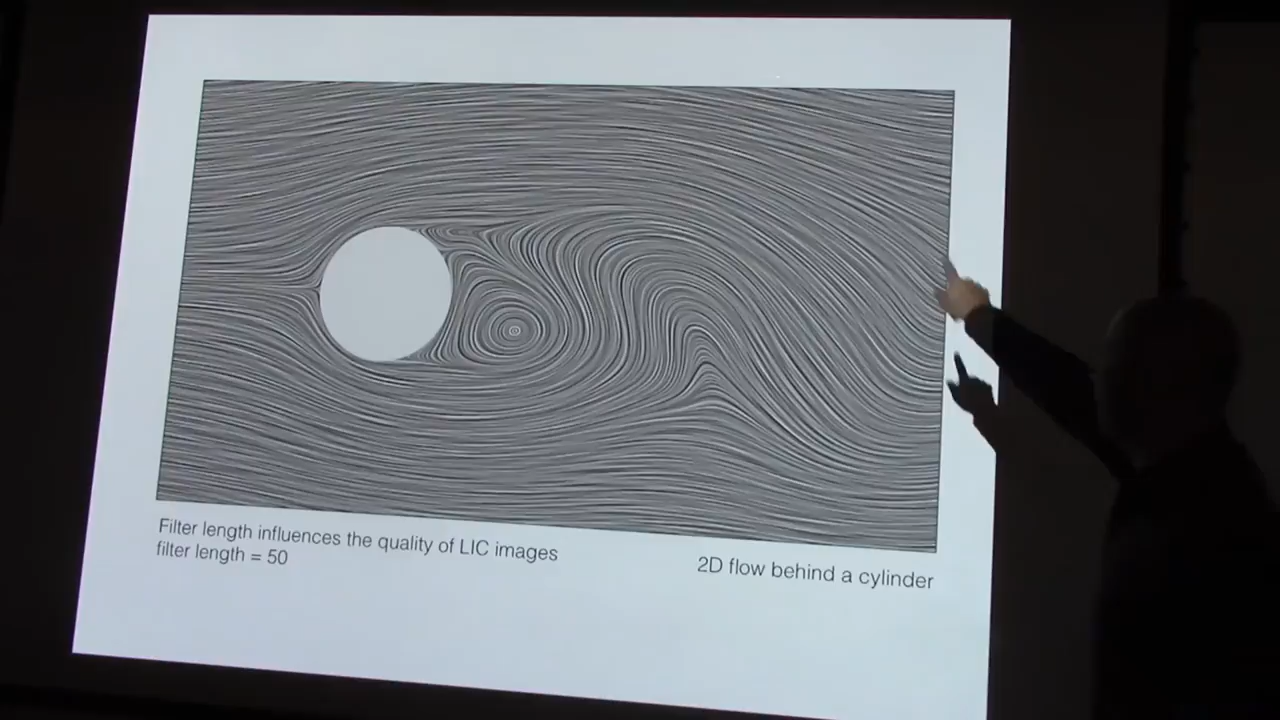 Filter length influences the quality of LIC images
filter length = 50
2D flow behind a cylinder